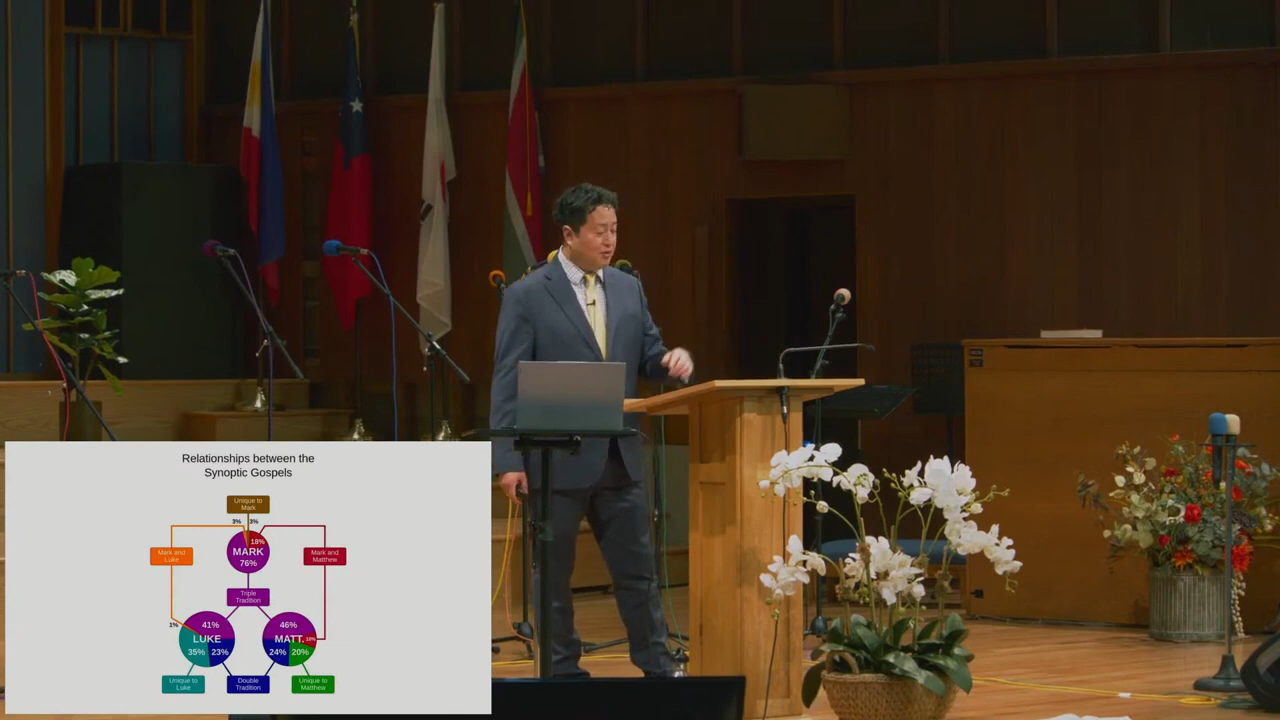 Relationships between the
Synoptic Gospels
Unique to
Mark
3%
3%
18%
MARK
76%
Mark and
Luke
Mark and
Matthew
Triple
Tradition
1%
41%
LUKE
35%
23%
46%
MATT.
10%
24%
20%
Unique to
Luke
Double
Tradition
Unique to
Matthew